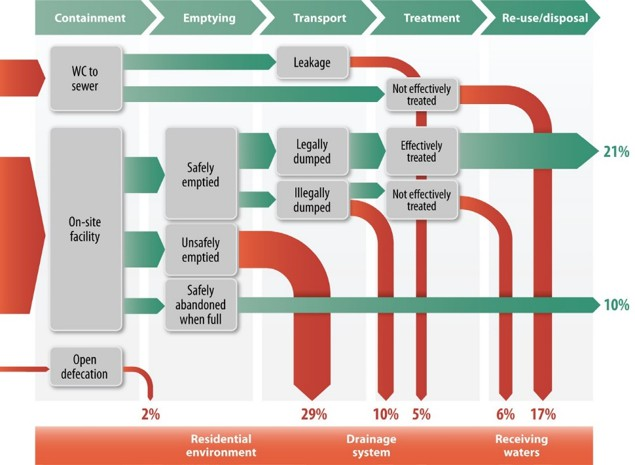 Containment
Emptying
Transport
Treatment
Re-use/disposal
WC to
sewer
Leakage
Not effectively
treated
On-site
facility
Safely
emptied
Legally
dumped
Effectively
treated
21%
Illegally
dumped
Not effectively
treated
Unsafely
emptied
Safely
abandoned
when full
10%
Open
defecation
2%
29%
10%
5%
6%
17%
Residential
environment
Drainage
system
Receiving
waters